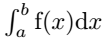 ∫_a^b f(x)dx